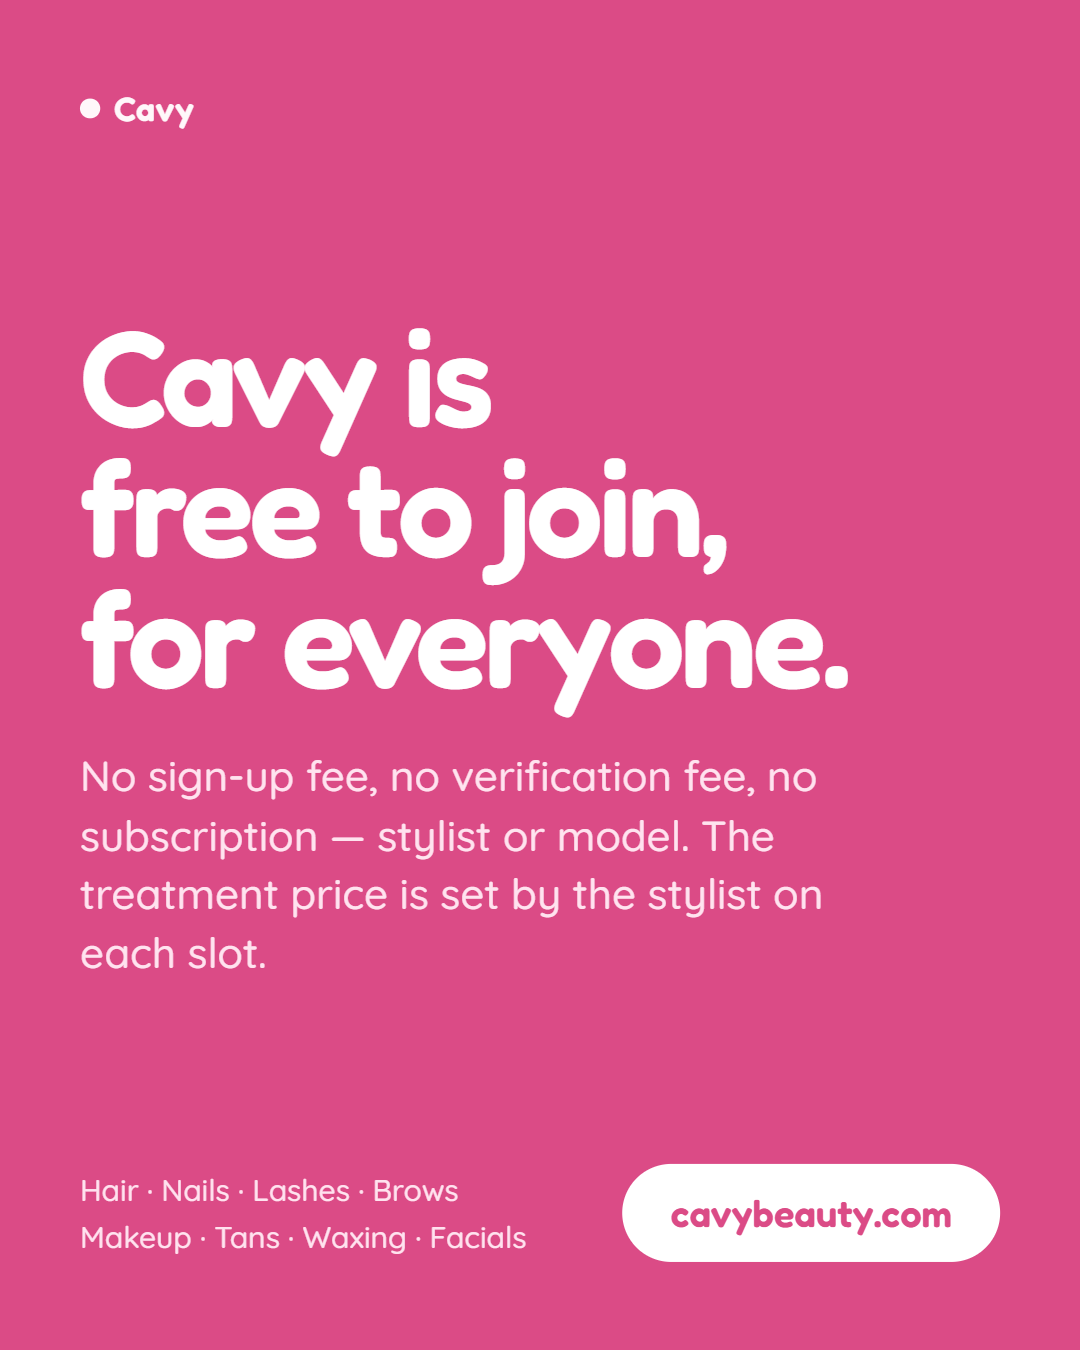 Cavy
Cavy is
free to join,
for everyone.
No sign-up fee, no verification fee, no
subscription — stylist or model. The
treatment price is set by the stylist on
each slot.
Hair · Nails · Lashes · Brows
Makeup · Tans · Waxing · Facials
cavybeauty.com